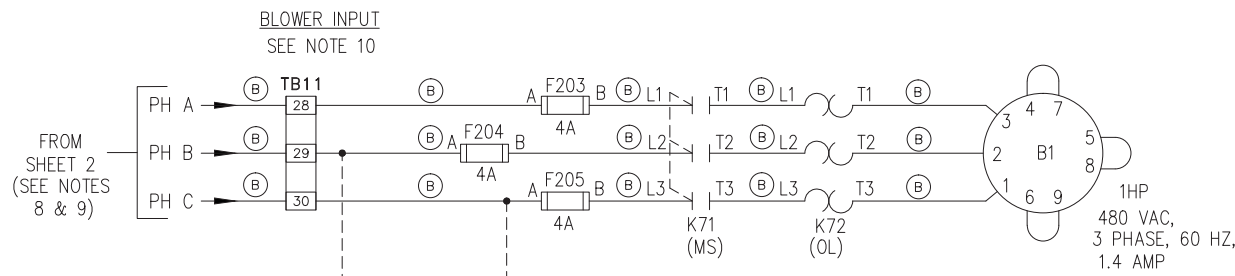 BLOWER INPUT
SEE NOTE 10
TB11
FROM
SHEET 2
(SEE NOTES
8 & 9)
PH A B 28 B A F203 B B L1 T1 B L1 T1 B
4A
PH B B 29 B A F204 B B L2 T2 B L2 T2 B
4A
PH C B 30 B A F205 B B L3 T3 B L3 T3 B
4A
K71
(MS)
K72
(OL)
4 7
3
5
2 B1
8
1
6 9
1HP
480 VAC,
3 PHASE, 60 HZ,
1.4 AMP